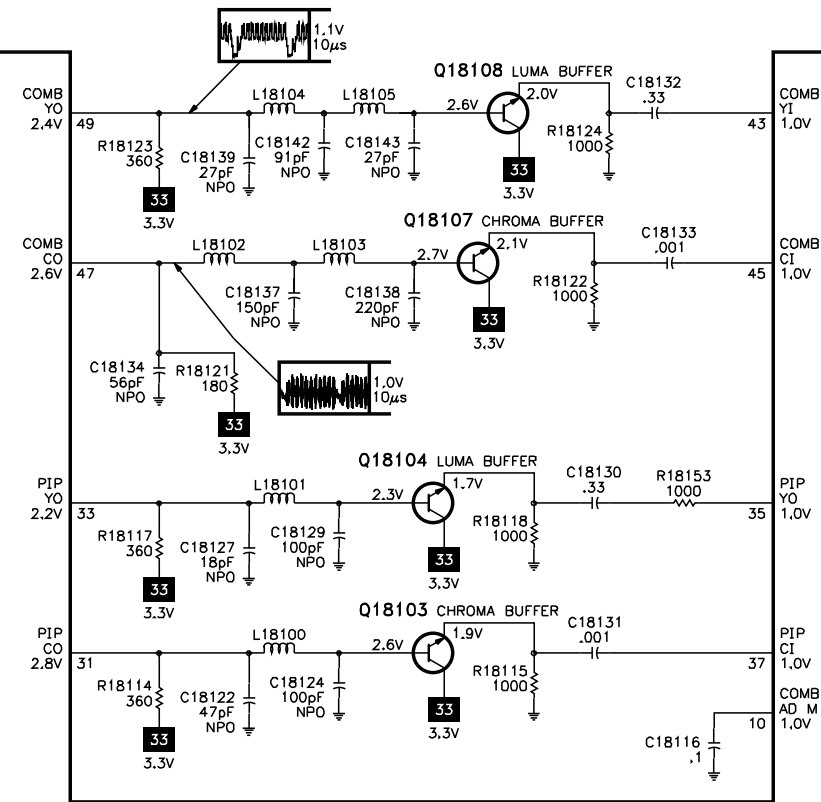 1.1V
10µs
Q18108 LUMA BUFFER
C18132
.33
COMB
YO
2.4V
49
L18104
L18105
2.6V
2.0V
COMB
YI
1.0V
43
R18123
360
C18139
27pF
NPO
C18142
91pF
NPO
C18143
27pF
NPO
R18124
1000
33
3.3V
33
3.3V
Q18107 CHROMA BUFFER
C18133
.001
COMB
CO
2.6V
47
L18102
L18103
2.7V
2.1V
COMB
CI
1.0V
45
C18137
150pF
NPO
C18138
220pF
NPO
R18122
1000
33
3.3V
C18134
56pF
NPO
R18121
180
1.0V
10µs
33
3.3V
Q18104 LUMA BUFFER
C18130
.33
R18153
1000
PIP
YO
2.2V
33
L18101
2.3V
1.7V
PIP
YO
1.0V
35
R18117
360
C18127
18pF
NPO
C18129
100pF
NPO
R18118
1000
33
3.3V
33
3.3V
Q18103 CHROMA BUFFER
C18131
.001
PIP
CO
2.8V
31
L18100
2.6V
1.9V
PIP
CI
1.0V
37
R18114
360
C18122
47pF
NPO
C18124
100pF
NPO
R18115
1000
33
3.3V
33
3.3V
COMB
AD M
1.0V
10
C18116
.1